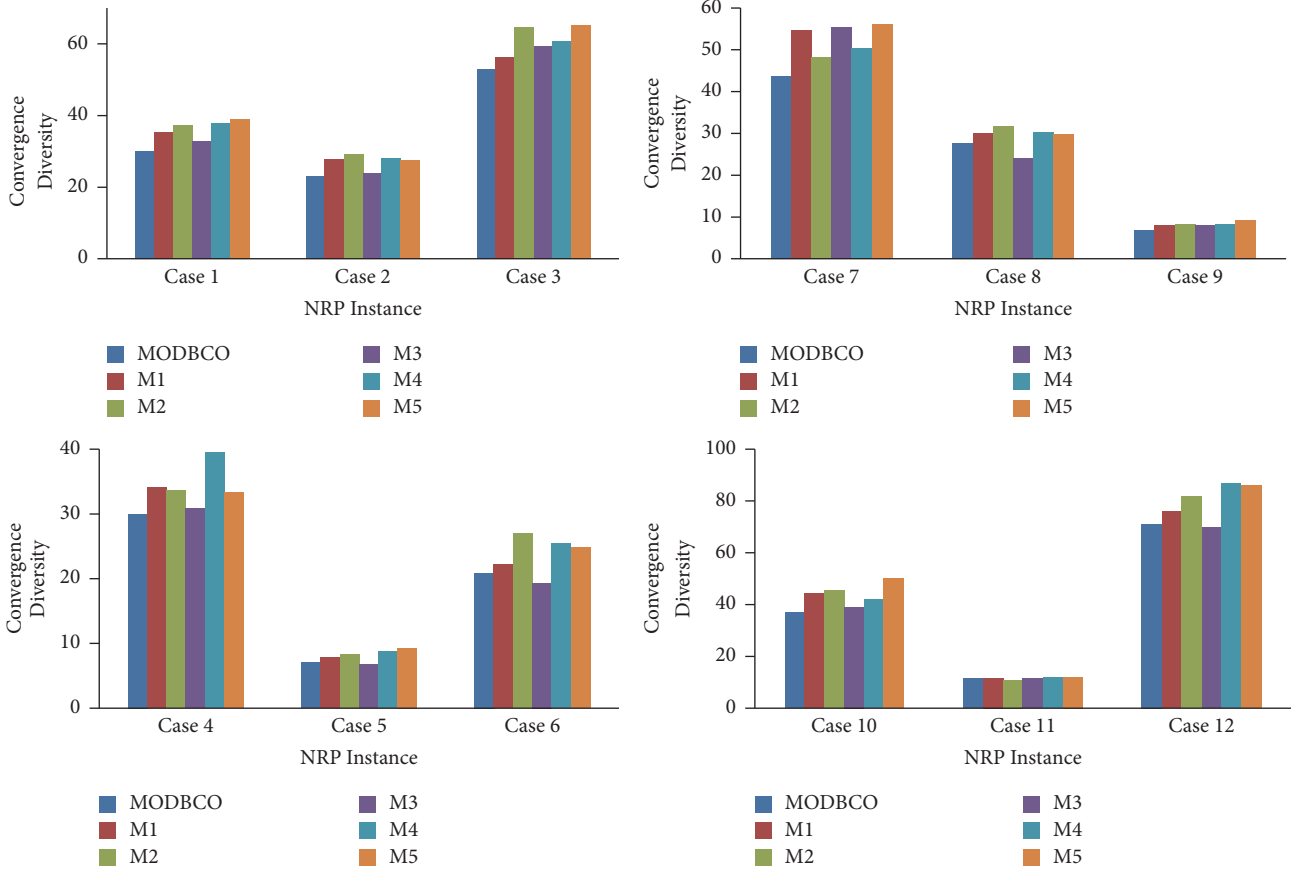 Convergence
Diversity
60
40
20
0
Case 1 Case 2 Case 3
NRP Instance
MODBCO M3
M1 M4
M2 M5
Convergence
Diversity
60
50
40
30
20
10
0
Case 7 Case 8 Case 9
NRP Instance
MODBCO M3
M1 M4
M2 M5
Convergence
Diversity
40
30
20
10
0
Case 4 Case 5 Case 6
NRP Instance
MODBCO M3
M1 M4
M2 M5
Convergence
Diversity
100
80
60
40
20
0
Case 10 Case 11 Case 12
NRP Instance
MODBCO M3
M1 M4
M2 M5